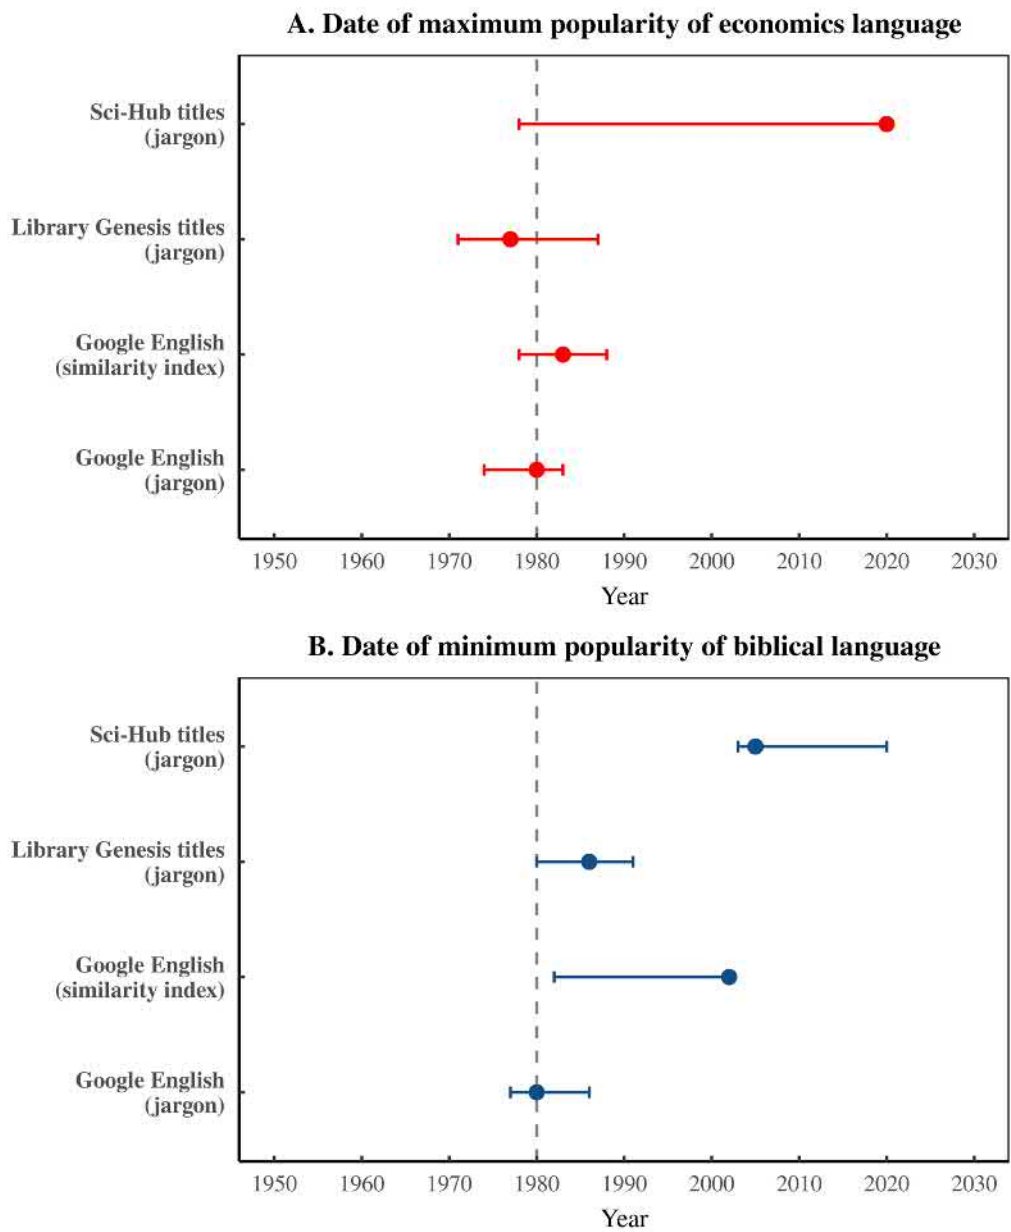 A. Date of maximum popularity of economics language
Sci-Hub titles
(jargon)
Library Genesis titles
(jargon)
Google English
(similarity index)
Google English
(jargon)
1950 1960 1970 1980 1990 2000 2010 2020 2030
Year
B. Date of minimum popularity of biblical language
Sci-Hub titles
(jargon)
Library Genesis titles
(jargon)
Google English
(similarity index)
Google English
(jargon)
1950 1960 1970 1980 1990 2000 2010 2020 2030
Year